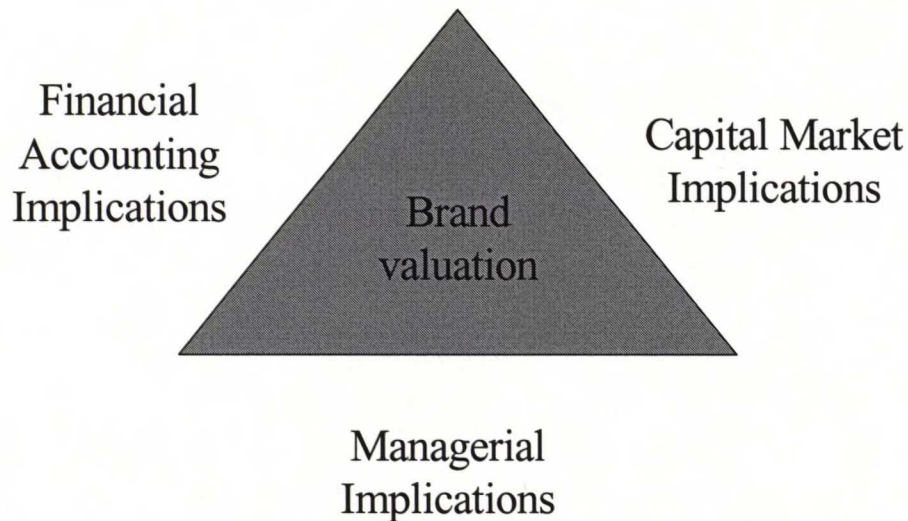 Financial
Accounting
Implications
Capital Market
Implications
Brand
valuation
Managerial
Implications